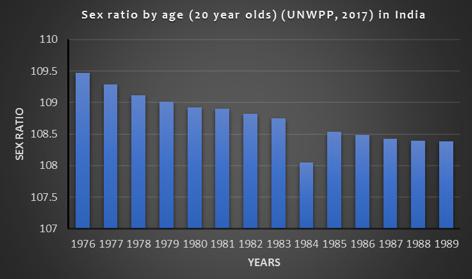 Sex ratio by age (20 year olds) (UNWPP, 2017) in India
110
109.5
109
108.5
108
107.5
107
SEX RATIO
1976 1977 1978 1979 1980 1981 1982 1983 1984 1985 1986 1987 1988 1989
YEARS